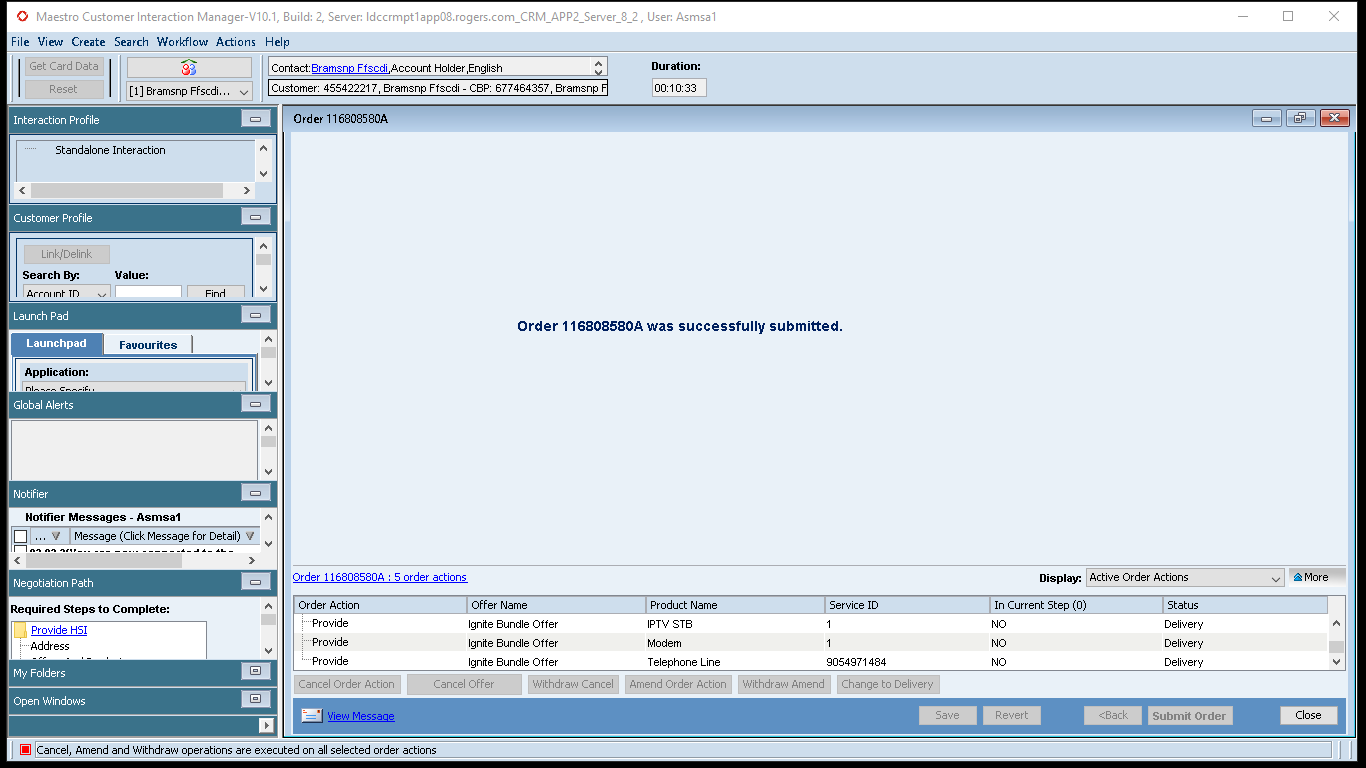 Maestro Customer Interaction Manager-V10.1, Build: 2, Server: ldccrmpt1app08.rogers.com_CRM_APP2_Server_8_2 , User: Asmsa1
File View Create Search Workflow Actions Help
Get Card Data
Reset
[1] Bramsnp Ffscdi...
Contact:Bramsnp Ffscdi,Account Holder,English
Customer: 455422217, Bramsnp Ffscdi - CBP: 677464357, Bramsnp F
Duration:
00:10:33
Interaction Profile
Standalone Interaction
Customer Profile
Link/Delink
Search By: Value:
Account ID Find
Launch Pad
Launchpad Favourites
Application:
Please Specify
Global Alerts
Notifier
Notifier Messages - Asmsa1
... Message (Click Message for Detail)
Negotiation Path
Required Steps to Complete:
Provide HSI
Address
My Folders
Open Windows
Order 116808580A
Order 116808580A was successfully submitted.
Order 116808580A : 5 order actions
Display: Active Order Actions More
Order Action Offer Name Product Name Service ID In Current Step (0) Status
Provide Ignite Bundle Offer IPTV STB 1 NO Delivery
Provide Ignite Bundle Offer Modem 1 NO Delivery
Provide Ignite Bundle Offer Telephone Line 9054971484 NO Delivery
Cancel Order Action Cancel Offer Withdraw Cancel Amend Order Action Withdraw Amend Change to Delivery
View Message Save Revert <Back Submit Order Close
Cancel, Amend and Withdraw operations are executed on all selected order actions